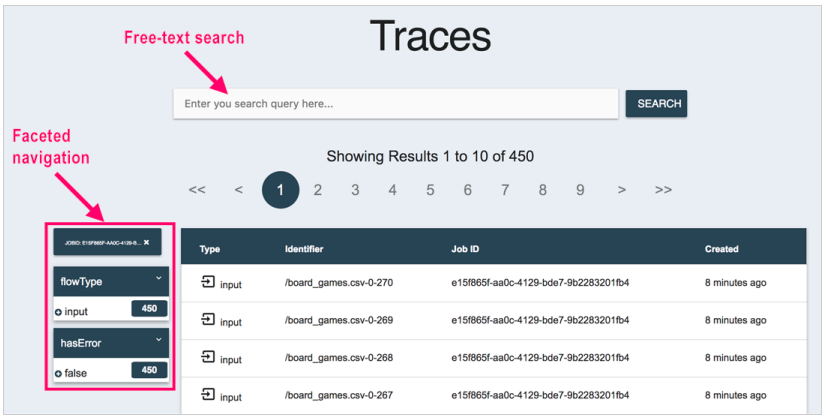 Traces
Free-text search
Enter you search query here...
SEARCH
Faceted
navigation
Showing Results 1 to 10 of 450
<< < 1 2 3 4 5 6 7 8 9 > >>
JOBID: E15F865F-AA0C-4129-B... ✖
flowType
input 450
hasError
false 450
Type Identifier Job ID Created
input /board_games.csv-0-270 e15f865f-aa0c-4129-bde7-9b2283201fb4 8 minutes ago
input /board_games.csv-0-269 e15f865f-aa0c-4129-bde7-9b2283201fb4 8 minutes ago
input /board_games.csv-0-268 e15f865f-aa0c-4129-bde7-9b2283201fb4 8 minutes ago
input /board_games.csv-0-267 e15f865f-aa0c-4129-bde7-9b2283201fb4 8 minutes ago